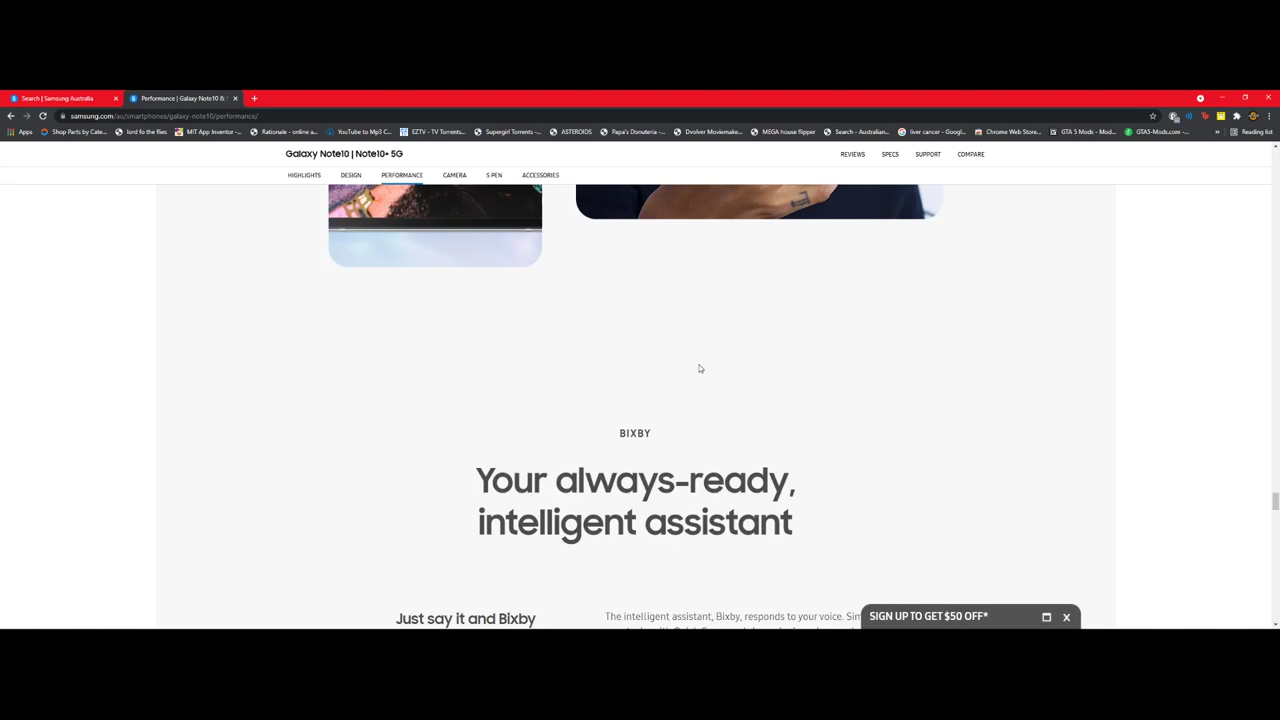 Search | Samsung Australia
Performance | Galaxy Note10 &
samsung.com/au/smartphones/galaxy-note10/performance/
Apps Shop Parts by Cate... lord fo the flies MIT App Inventor -... Rationale - online a... YouTube to Mp3 C... EZTV - TV Torrents... Supergirl Torrents -... ASTEROIDS Papa's Donuteria -... Dvolver Moviemake... MEGA house flipper Search - Australian... liver cancer - Googl... Chrome Web Store... GTA 5 Mods - Mod... GTA5-Mods.com -... » Reading list
Galaxy Note10 | Note10+ 5G
REVIEWS SPECS SUPPORT COMPARE
HIGHLIGHTS DESIGN PERFORMANCE CAMERA S PEN ACCESSORIES
BIXBY
Your always-ready,
intelligent assistant
Just say it and Bixby
The intelligent assistant, Bixby, responds to your voice.
SIGN UP TO GET $50 OFF*